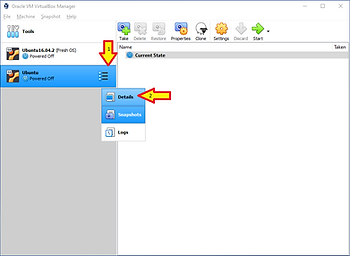 Oracle VM VirtualBox Manager
File Machine Snapshot Help
Tools
Take Delete Restore Properties Clone Settings Discard Start
Ubuntu16.04.2 (Fresh OS)
Powered Off
Name Taken
Current State
1
Ubuntu
Powered Off
Details
2
Snapshots
Logs